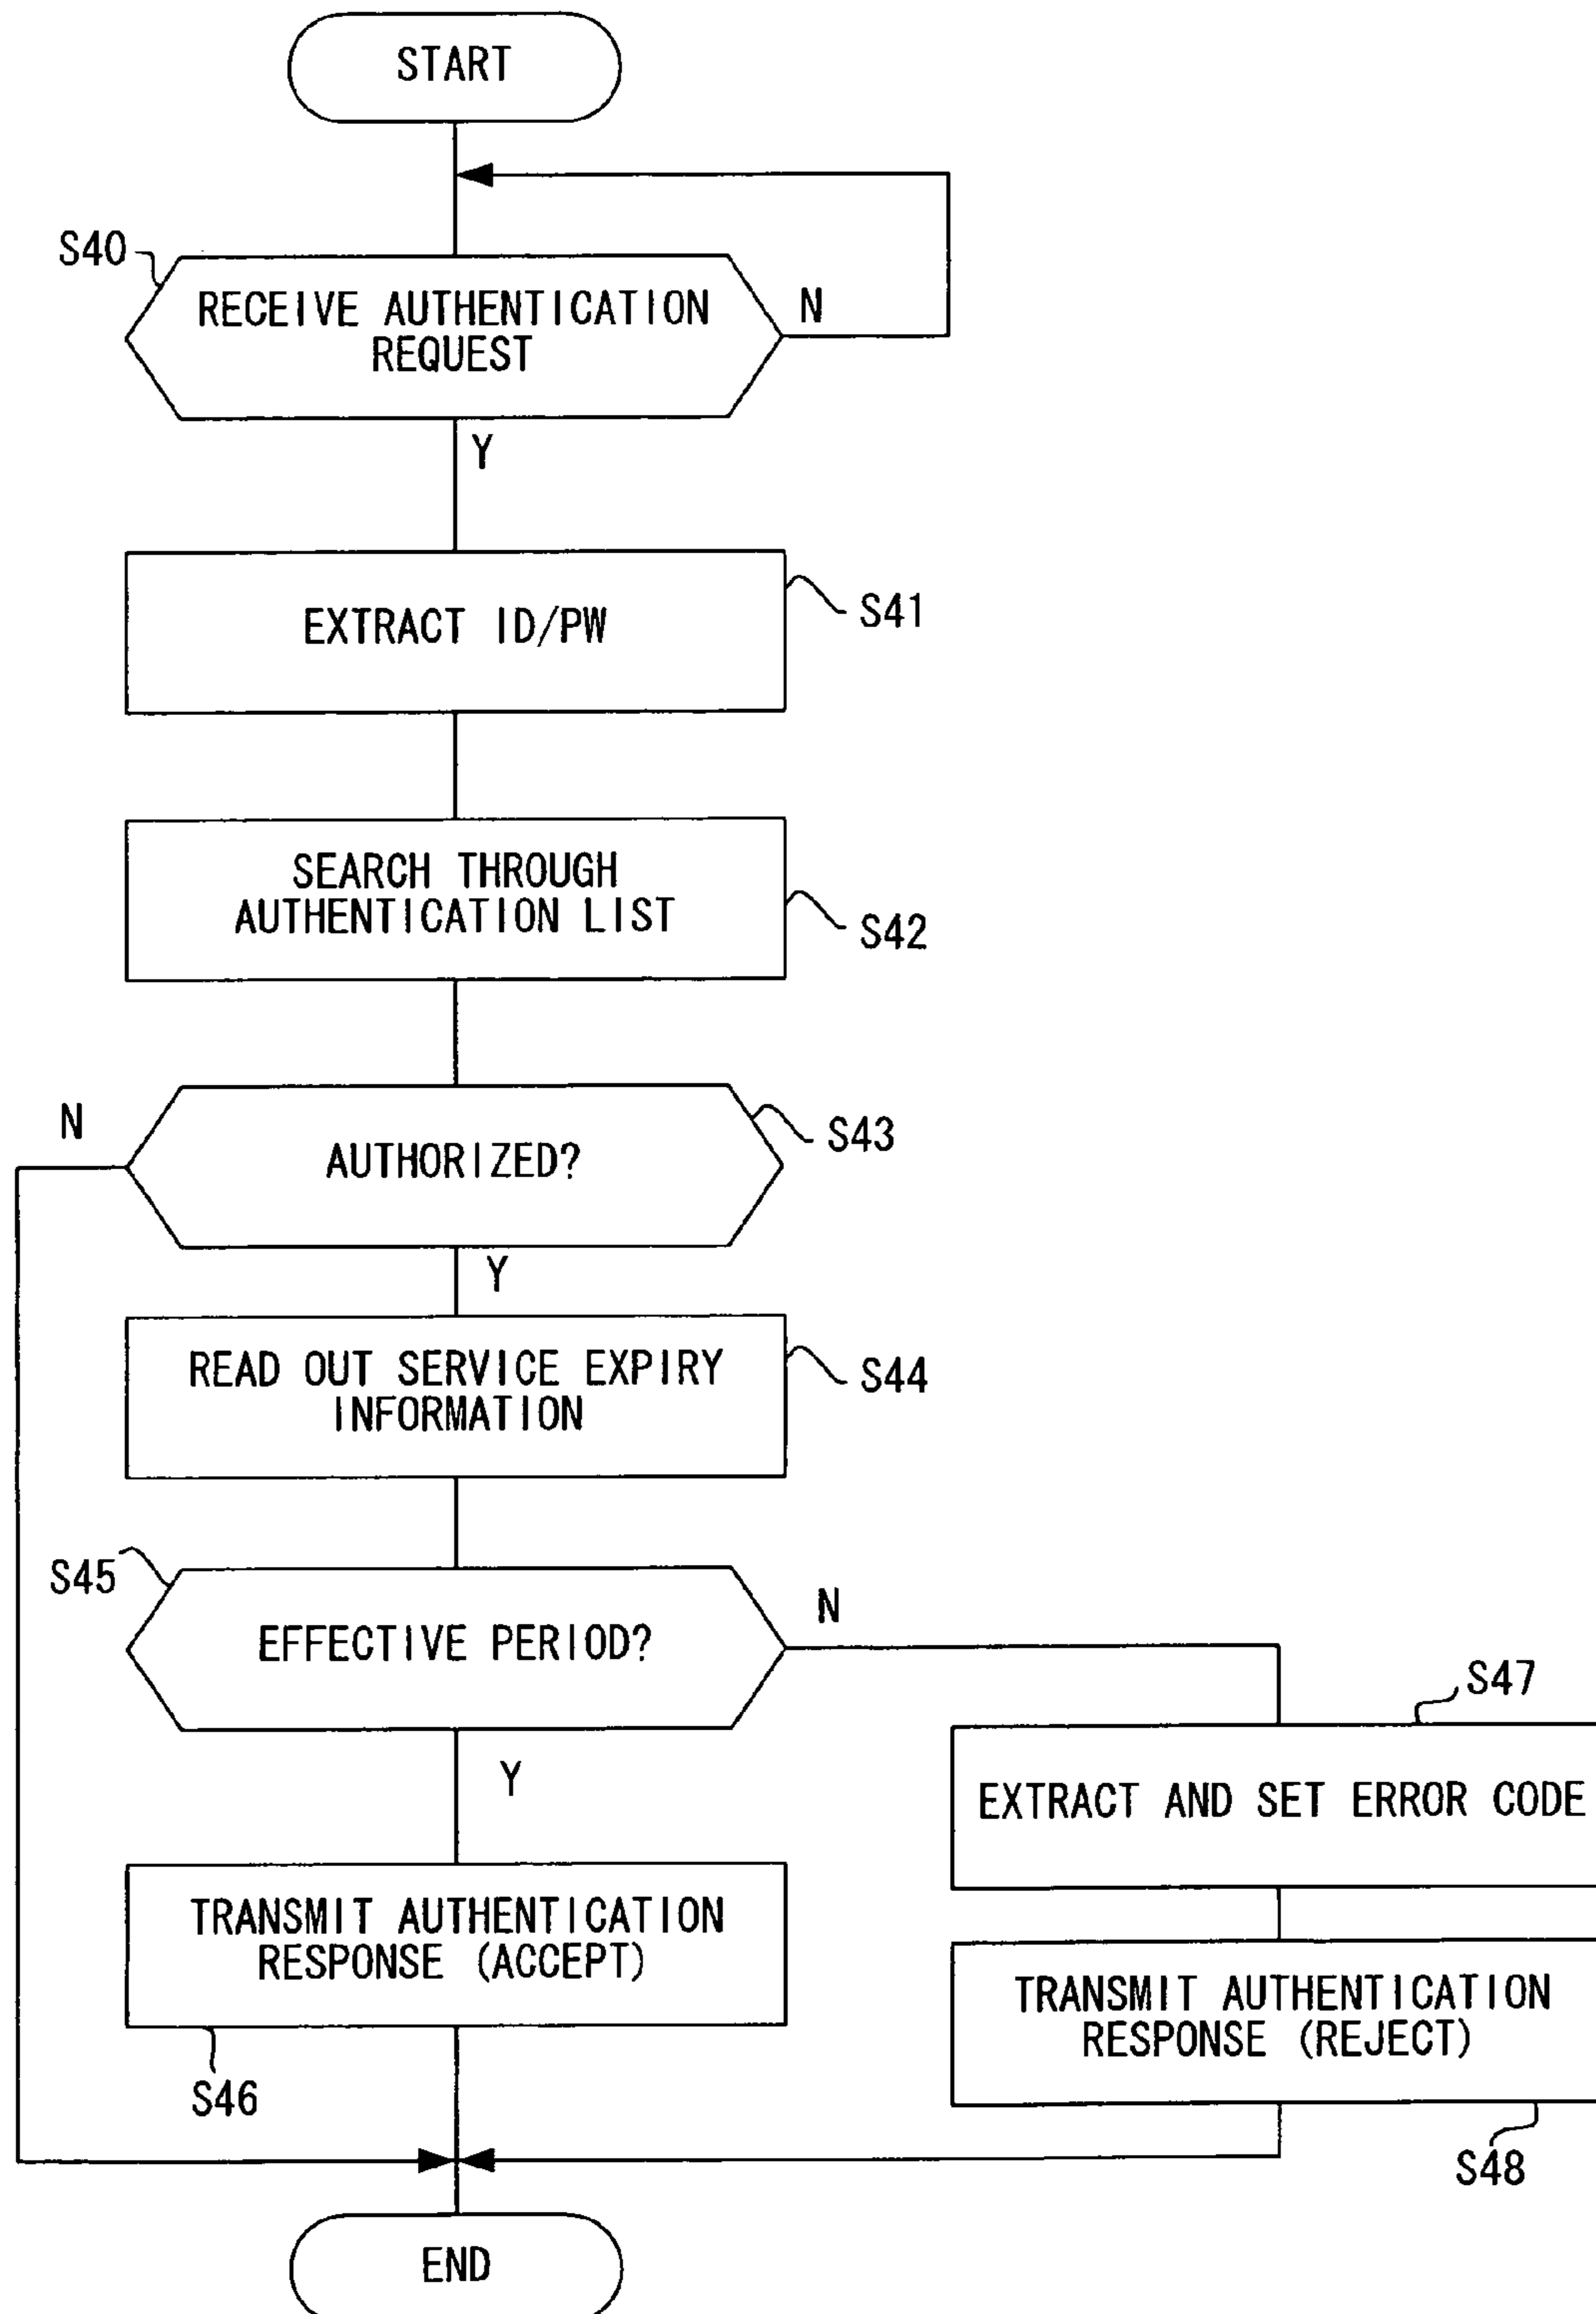 START
S40
RECEIVE AUTHENTICATION
REQUEST
N
Y
EXTRACT ID/PW
S41
SEARCH THROUGH
AUTHENTICATION LIST
S42
N
AUTHORIZED?
S43
Y
READ OUT SERVICE EXPIRY
INFORMATION
S44
S45
EFFECTIVE PERIOD?
N
Y
S47
EXTRACT AND SET ERROR CODE
TRANSMIT AUTHENTICATION
RESPONSE (ACCEPT)
S46
TRANSMIT AUTHENTICATION
RESPONSE (REJECT)
S48
END